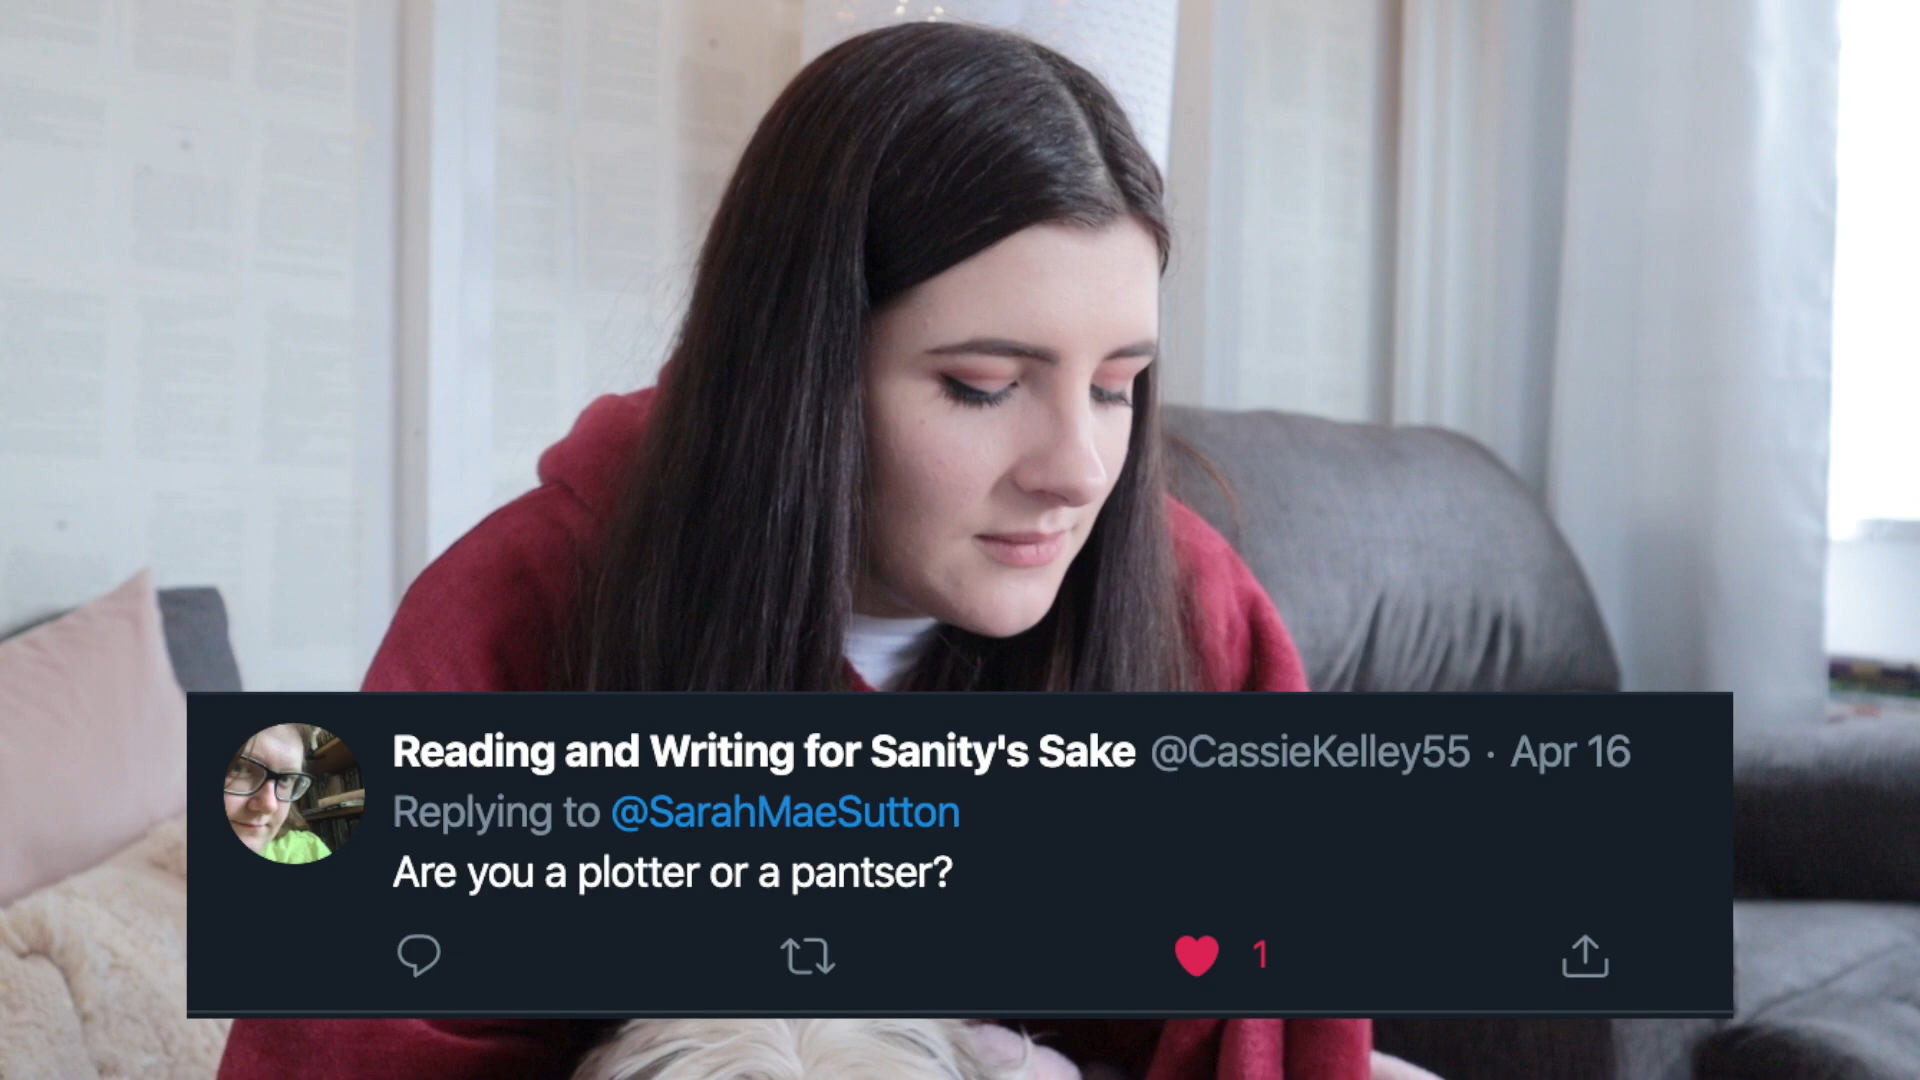 Reading and Writing for Sanity's Sake @CassieKelley55 · Apr 16
Replying to @SarahMaeSutton
Are you a plotter or a pantser?
1